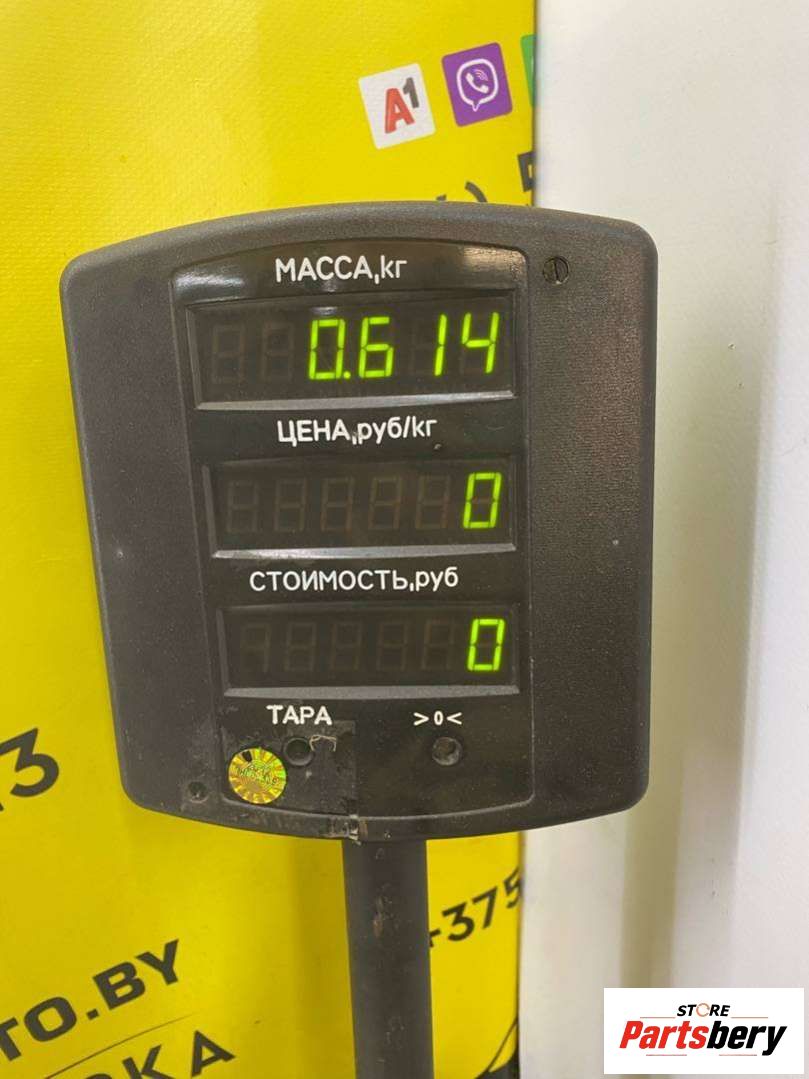 A1
МАССА,кг
0.614
ЦЕНА,руб/кг
0
СТОИМОСТЬ,руб
0
ТАРА >0<
3
+375
TO.BY
КА
STORE
Partsbery